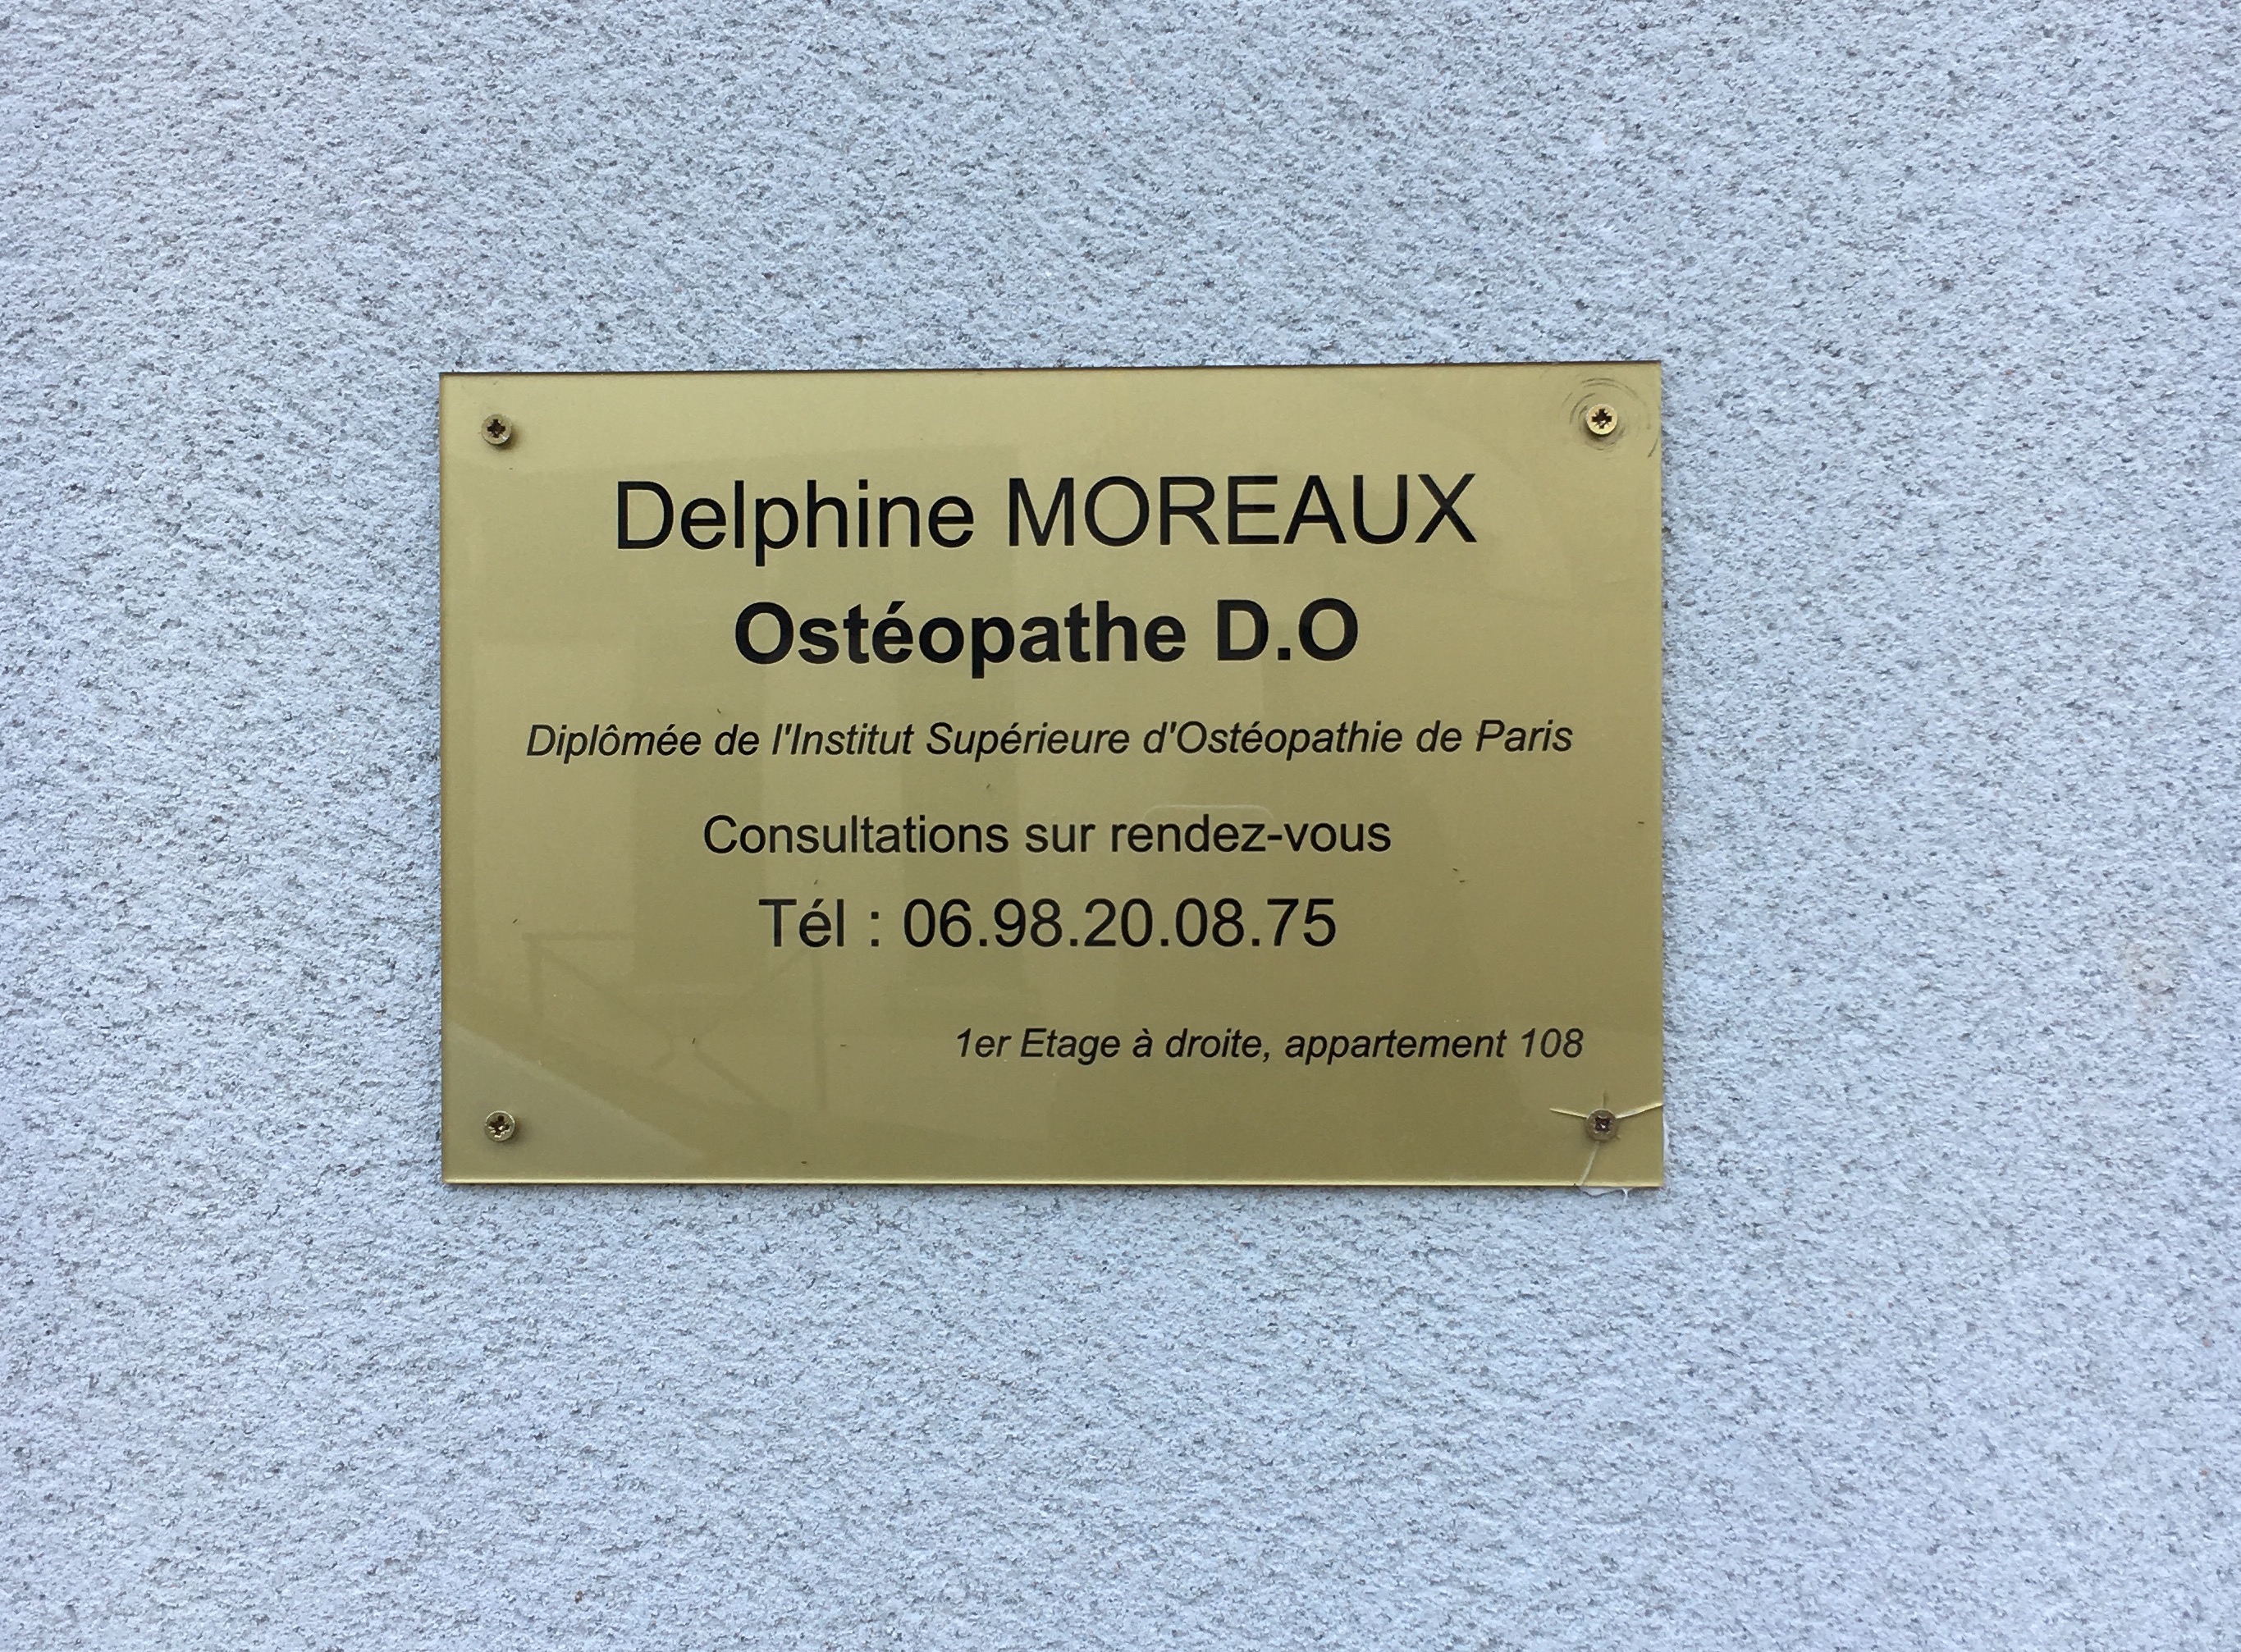 Delphine MOREAUX
Ostéopathe D.O
Diplômée de l'Institut Supérieure d'Ostéopathie de Paris
Consultations sur rendez-vous
Tél : 06.98.20.08.75
1er Etage à droite, appartement 108